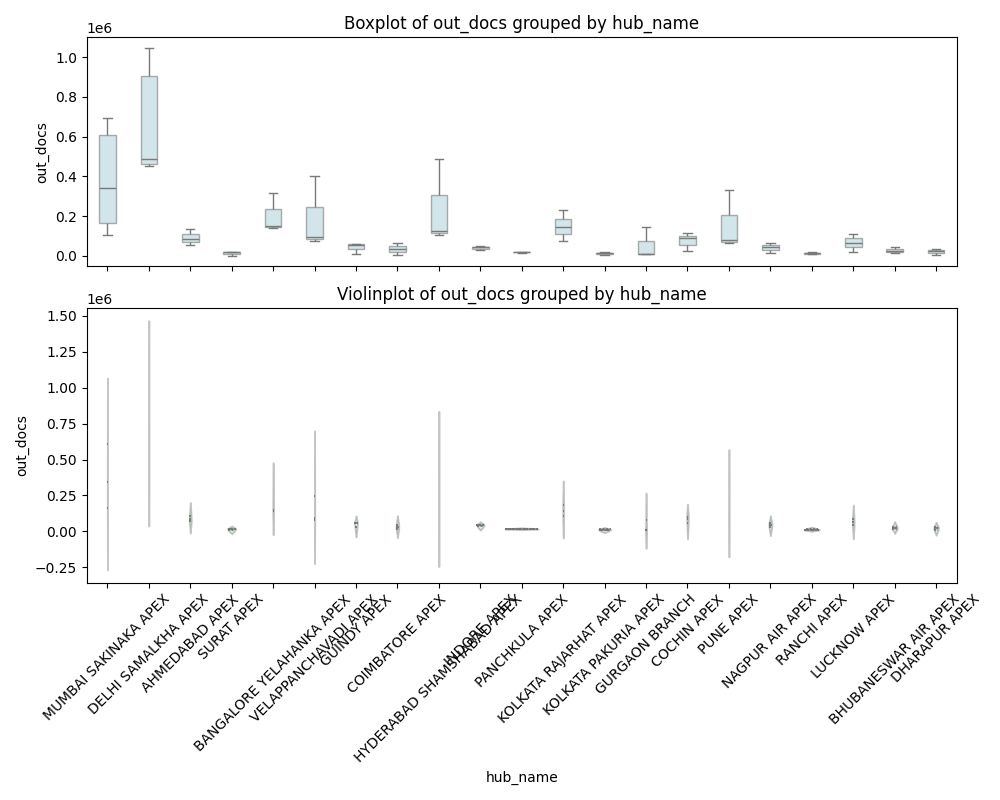 Boxplot of out_docs grouped by hub_name
1e6
1.0
0.8
0.6
0.4
0.2
0.0
out_docs
Violinplot of out_docs grouped by hub_name
1e6
1.50
1.25
1.00
0.75
0.50
0.25
0.00
−0.25
out_docs
MUMBAI SAKINAKA APEX
DELHI SAMALKHA APEX
AHMEDABAD APEX
SURAT APEX
BANGALORE YELAHANKA APEX
VELAPPANCHAVADI APEX
GUINDY APEX
COIMBATORE APEX
HYDERABAD SHAMSHABAD APEX
INDORE APEX
PANCHKULA APEX
KOLKATA RAJARHAT APEX
KOLKATA PAKURIA APEX
GURGAON BRANCH
COCHIN APEX
PUNE APEX
NAGPUR AIR APEX
RANCHI APEX
LUCKNOW APEX
BHUBANESWAR AIR APEX
DHARAPUR APEX
hub_name